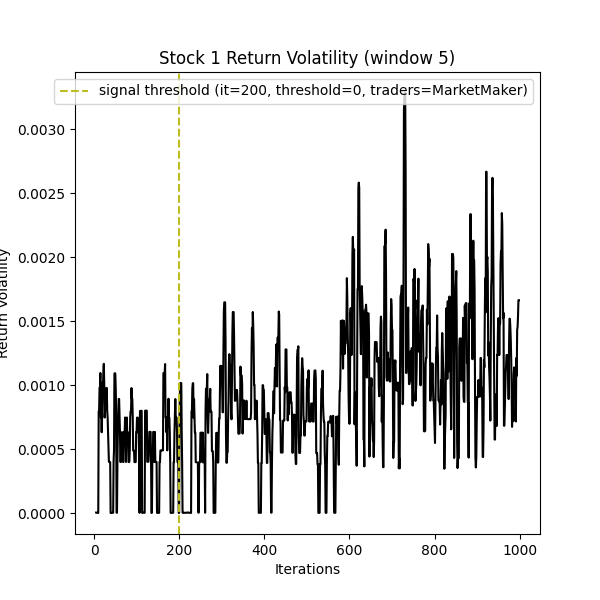 Stock 1 Return Volatility (window 5)
signal threshold (it=200, threshold=0, traders=MarketMaker)
0.0030
0.0025
0.0020
0.0015
0.0010
0.0005
0.0000
Return Volatility
0 200 400 600 800 1000
Iterations